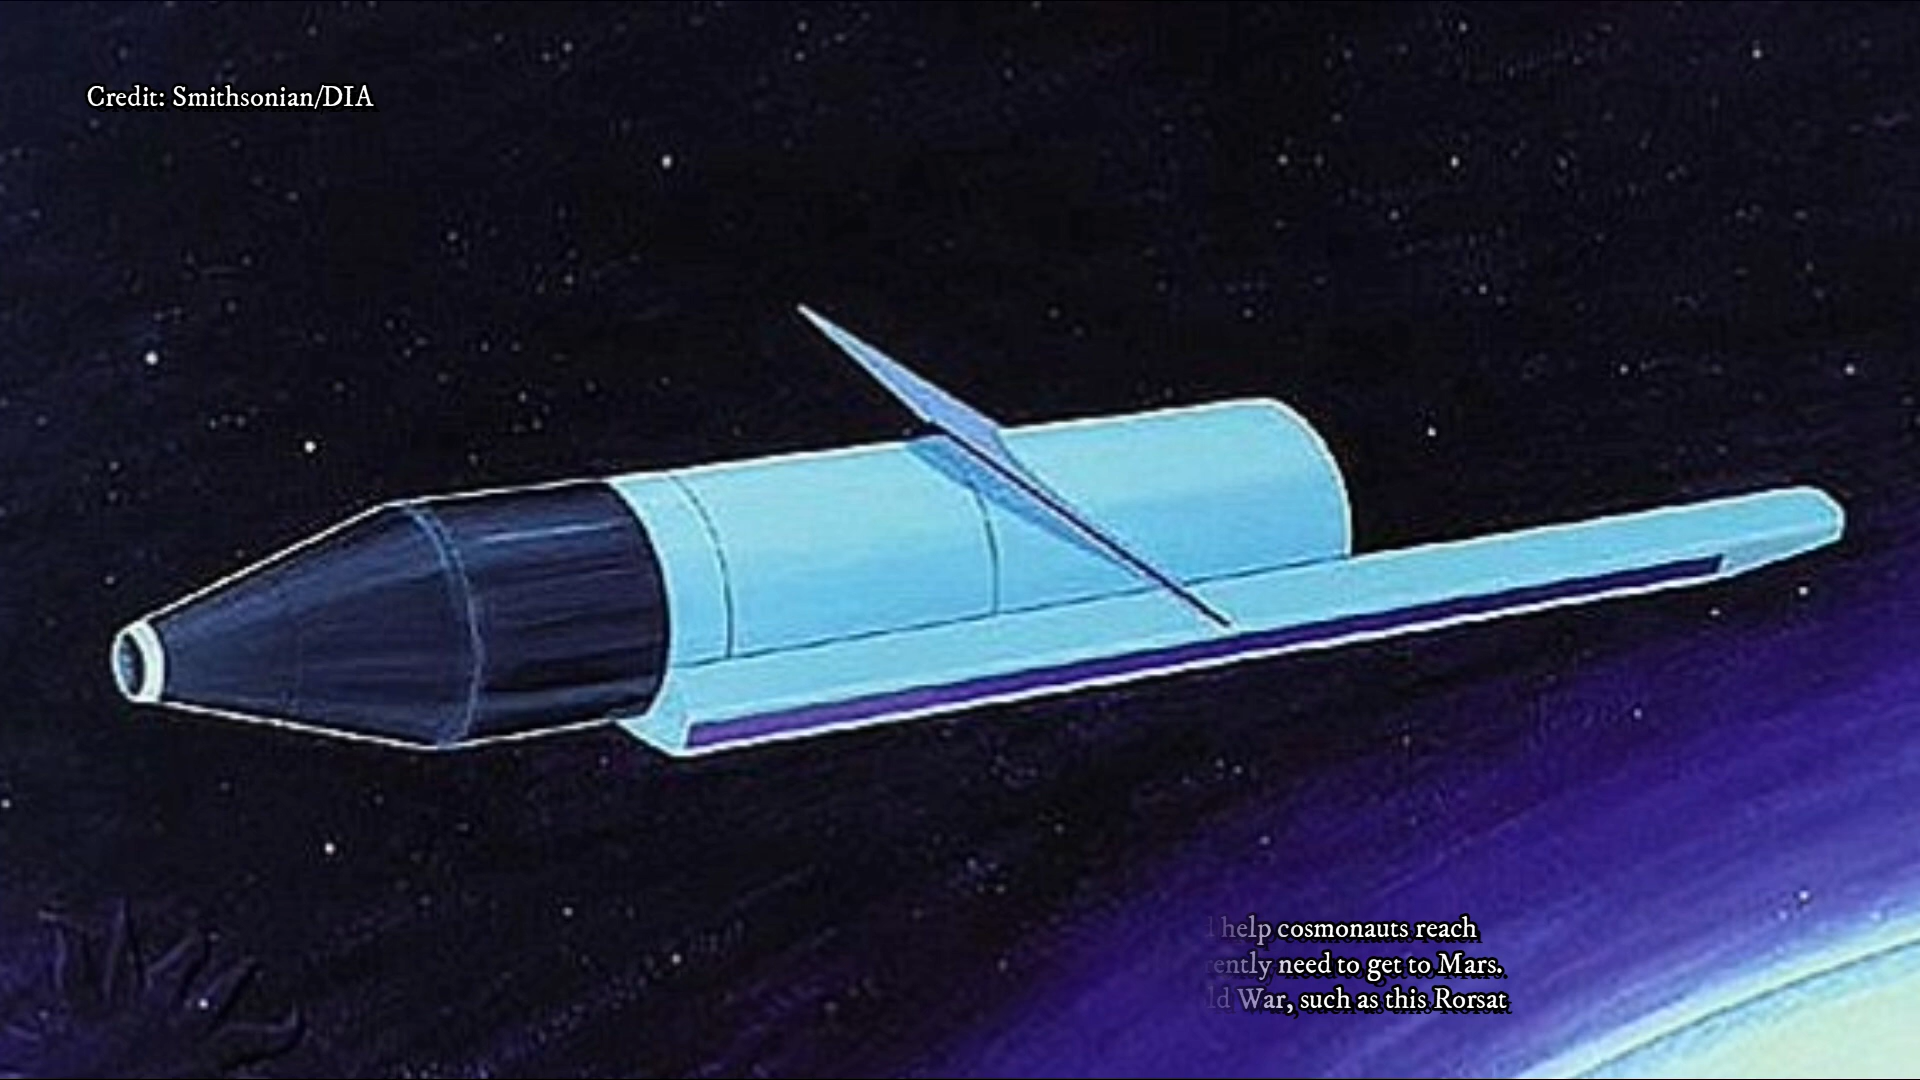 Credit: Smithsonian/DIA
help cosmonauts reach
need to get to Mars.
War, such as this Rorsat